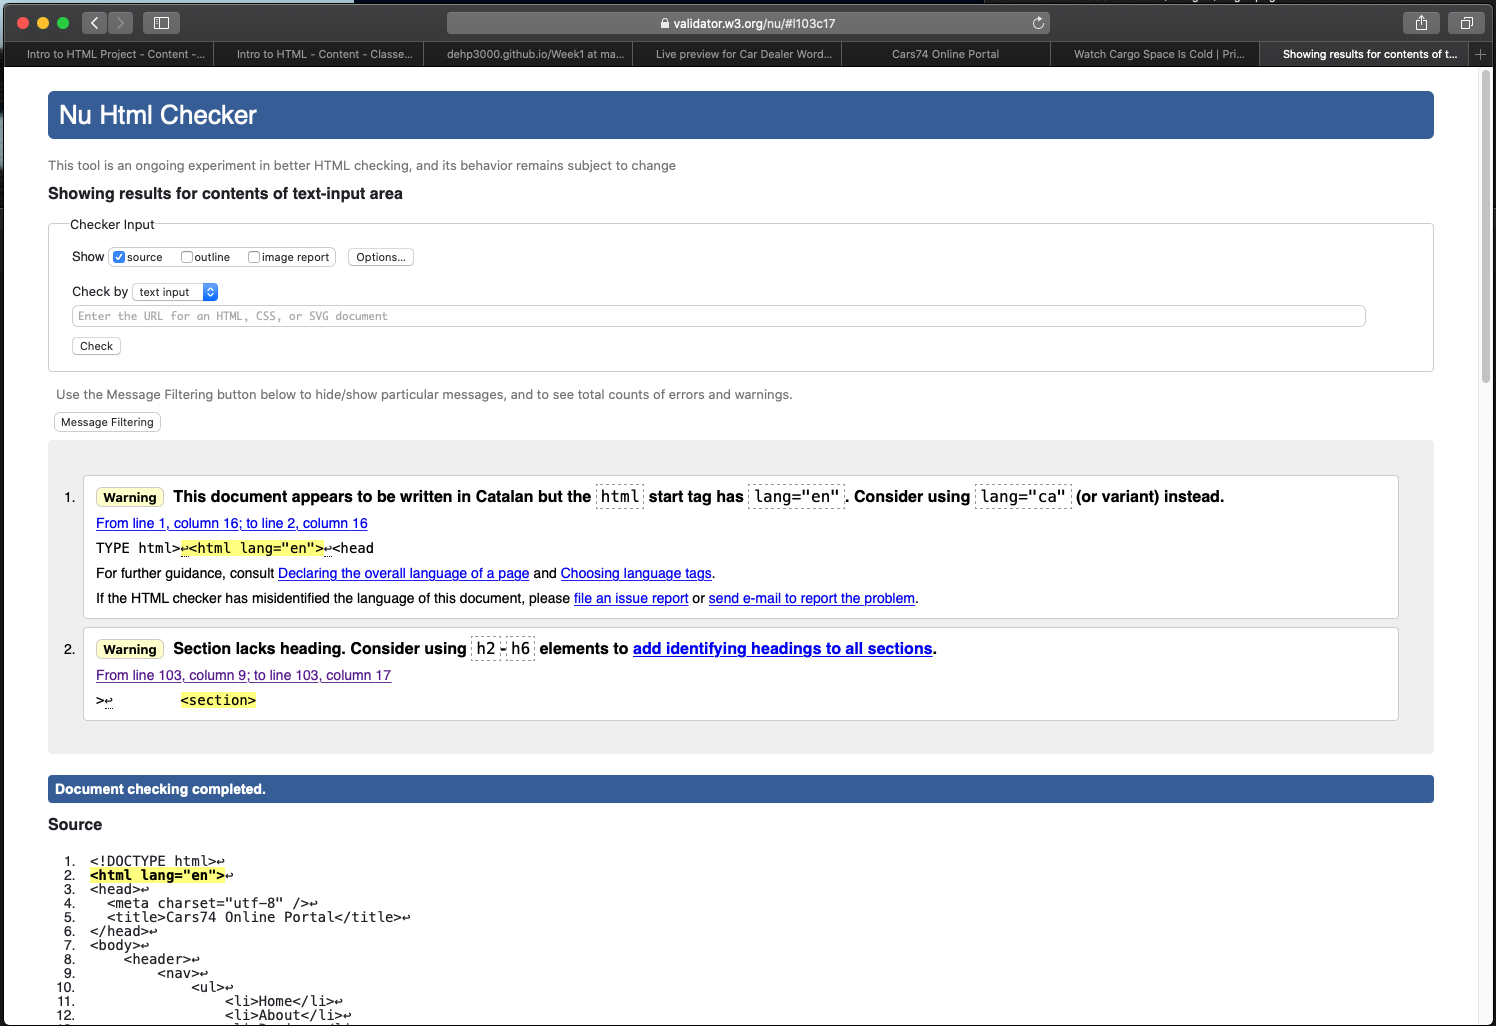 validator.w3.org/nu/#l103c17
Intro to HTML Project - Content -...
Intro to HTML - Content - Classe...
dehp3000.github.io/Week1 at ma...
Live preview for Car Dealer Word...
Cars74 Online Portal
Watch Cargo Space Is Cold | Pri...
Showing results for contents of t...
Nu Html Checker
This tool is an ongoing experiment in better HTML checking, and its behavior remains subject to change
Showing results for contents of text-input area
Checker Input
Show source outline image report Options...
Check by text input
Enter the URL for an HTML, CSS, or SVG document
Check
Use the Message Filtering button below to hide/show particular messages, and to see total counts of errors and warnings.
Message Filtering
1. Warning This document appears to be written in Catalan but the html start tag has lang="en". Consider using lang="ca" (or variant) instead.
From line 1, column 16; to line 2, column 16
TYPE html>↩<html lang="en">↩<head
For further guidance, consult Declaring the overall language of a page and Choosing language tags.
If the HTML checker has misidentified the language of this document, please file an issue report or send e-mail to report the problem.
2. Warning Section lacks heading. Consider using h2-h6 elements to add identifying headings to all sections.
From line 103, column 9; to line 103, column 17
>↩ <section>
Document checking completed.
Source
1. <!DOCTYPE html>↩
2. <html lang="en">↩
3. <head>↩
4. <meta charset="utf-8" />↩
5. <title>Cars74 Online Portal</title>↩
6. </head>↩
7. <body>↩
8. <header>↩
9. <nav>↩
10. <ul>↩
11. <li>Home</li>↩
12. <li>About</li>↩